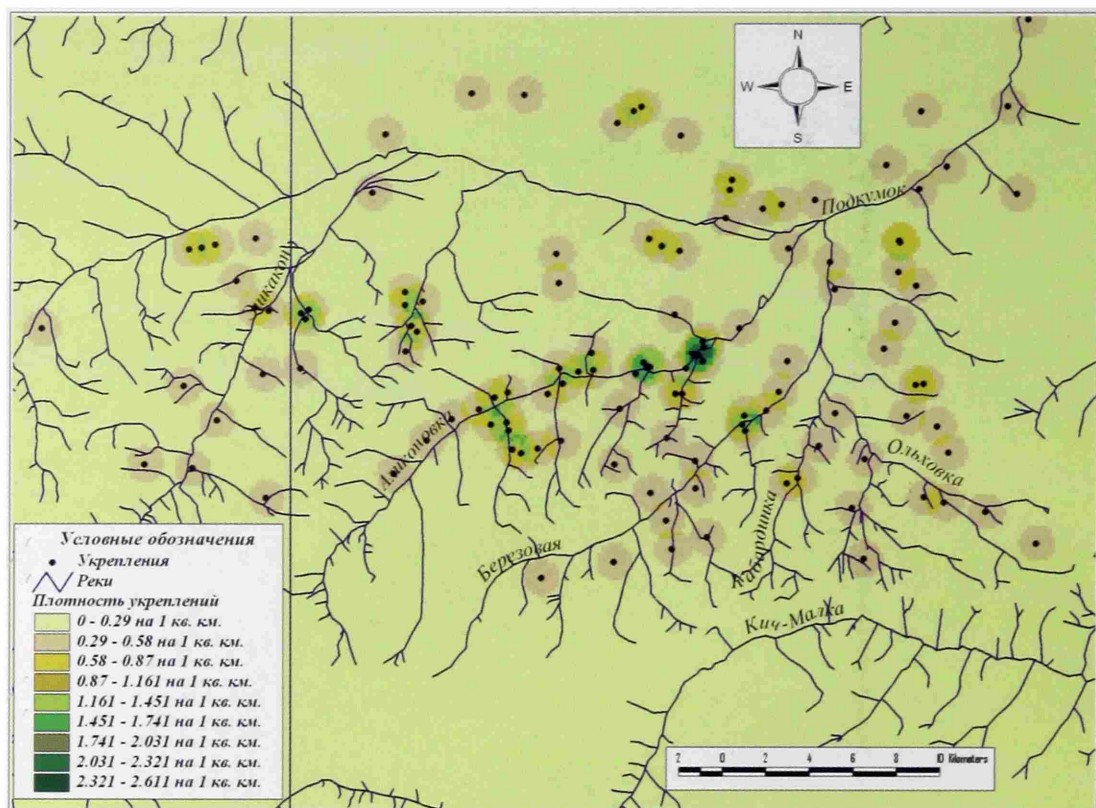 N
W E
S
Подкумок
Аликоновка
Ольховка
Березовая
Кабардинка
Кич-Малка
Условные обозначения
Укрепления
Реки
Плотность укреплений
0 - 0.29 на 1 кв. км.
0.29 - 0.58 на 1 кв. км.
0.58 - 0.87 на 1 кв. км.
0.87 - 1.161 на 1 кв. км.
1.161 - 1.451 на 1 кв. км.
1.451 - 1.741 на 1 кв. км.
1.741 - 2.031 на 1 кв. км.
2.031 - 2.321 на 1 кв. км.
2.321 - 2.611 на 1 кв. км.
2 0 2 4 6 8 10 Kilometers